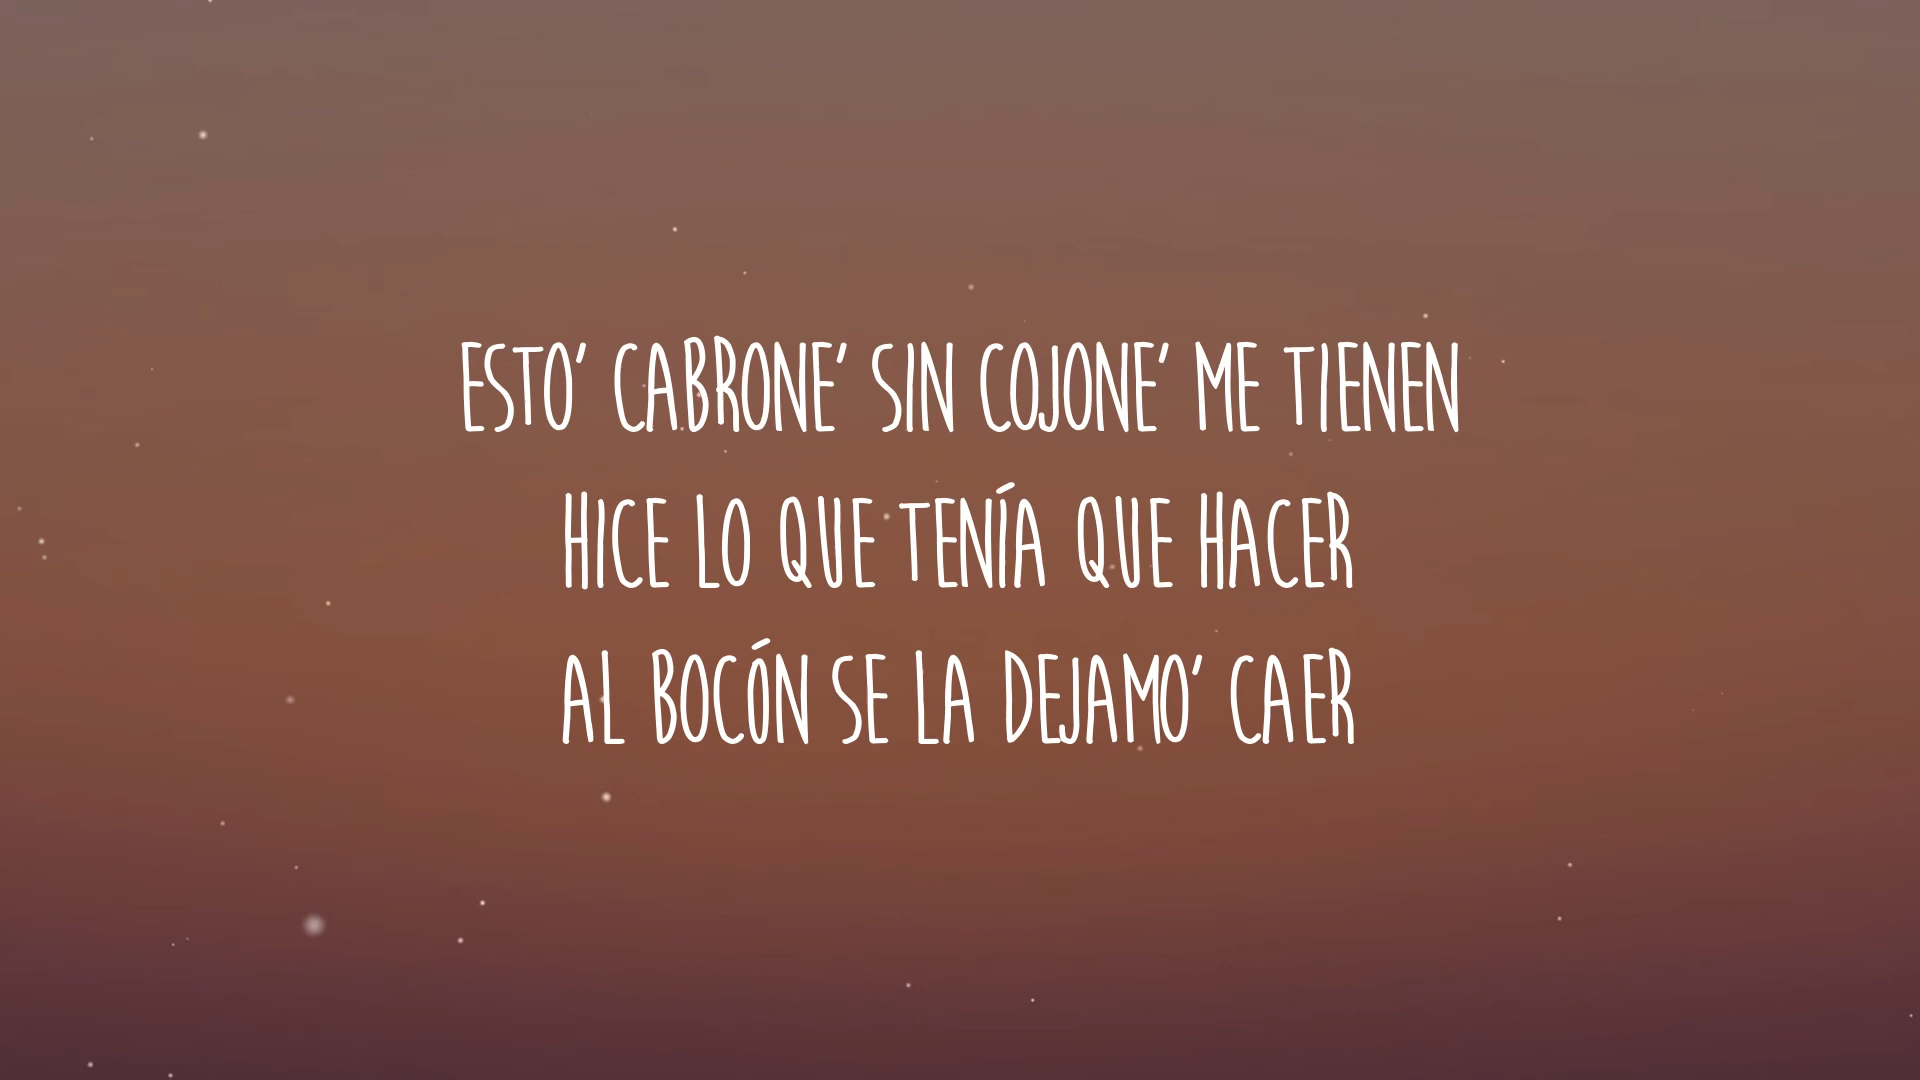 ESTO' CABRONE' SIN COJONE' ME TIENEN
HICE LO QUE TENÍA QUE HACER
AL BOCÓN SE LA DEJAMO' CAER